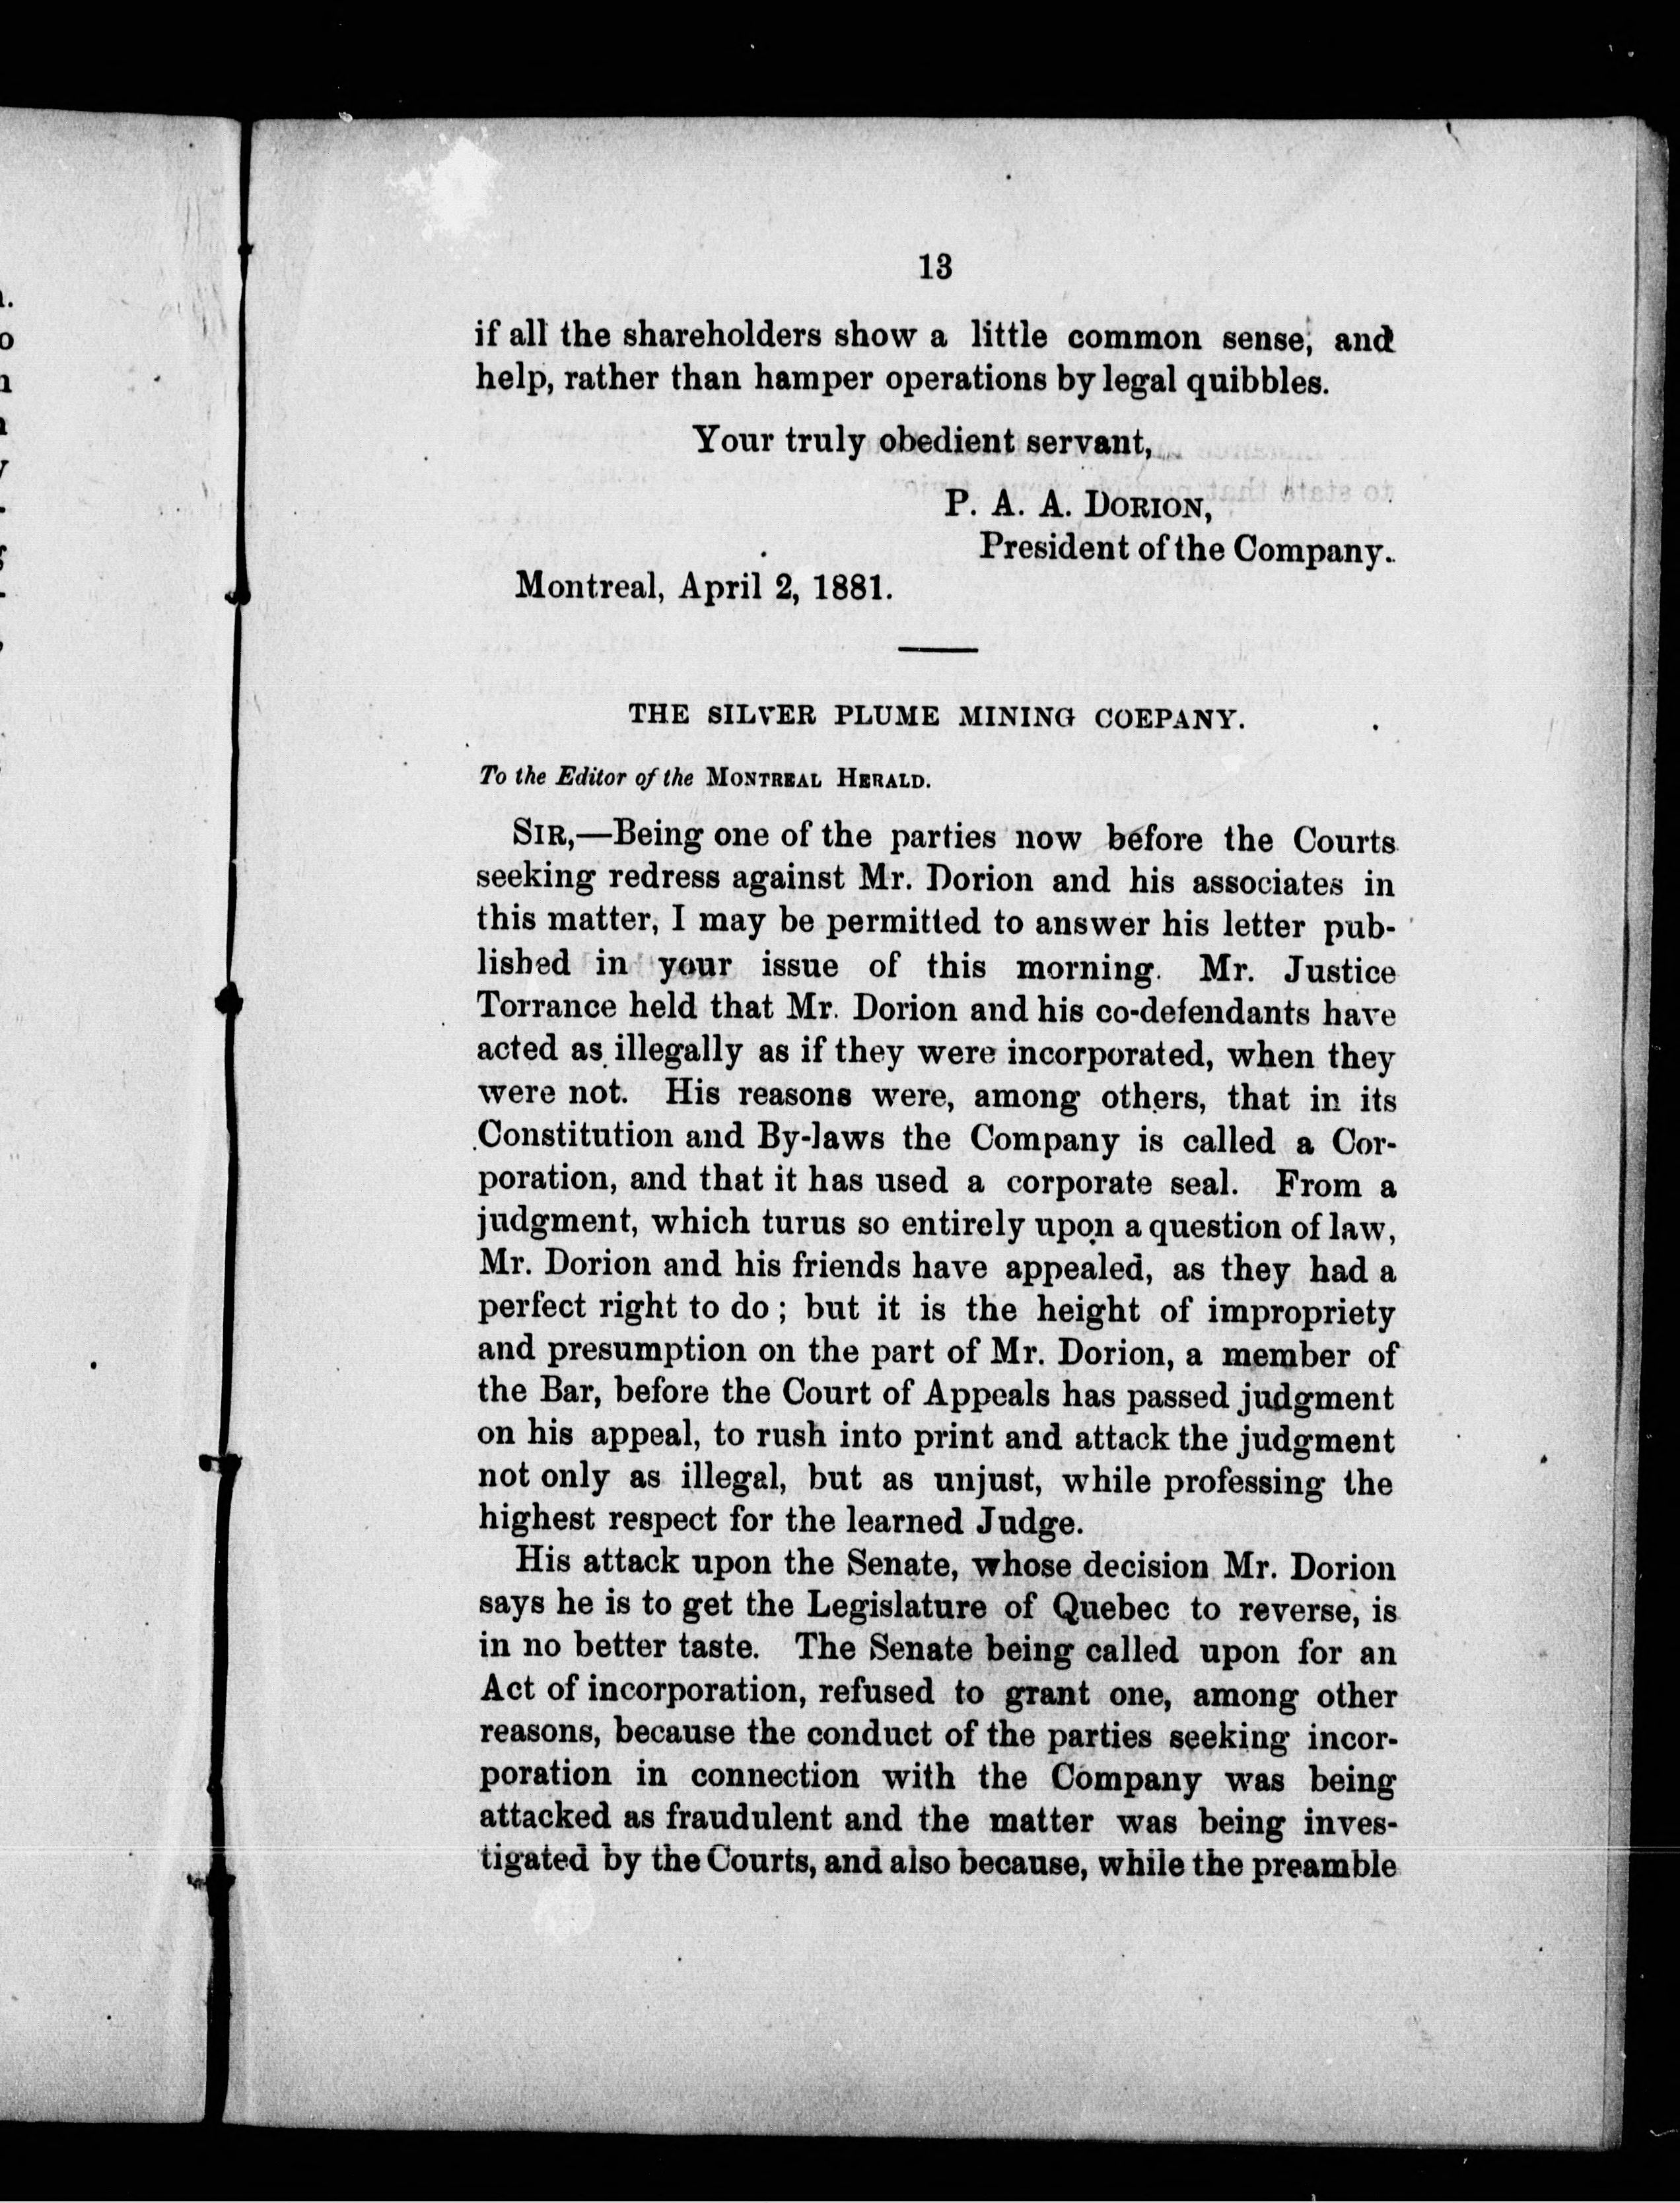 13
if all the shareholders show a little common sense, and
help, rather than hamper operations by legal quibbles.
Your truly obedient servant,
P. A. A. DORION,
President of the Company.
Montreal, April 2, 1881.
THE SILVER PLUME MINING COEPANY.
To the Editor of the MONTREAL HERALD.
SIR,—Being one of the parties now before the Courts
seeking redress against Mr. Dorion and his associates in
this matter, I may be permitted to answer his letter pub-
lished in your issue of this morning. Mr. Justice
Torrance held that Mr. Dorion and his co-defendants have
acted as illegally as if they were incorporated, when they
were not. His reasons were, among others, that in its
Constitution and By-laws the Company is called a Cor-
poration, and that it has used a corporate seal. From a
judgment, which turus so entirely upon a question of law,
Mr. Dorion and his friends have appealed, as they had a
perfect right to do; but it is the height of impropriety
and presumption on the part of Mr. Dorion, a member of
the Bar, before the Court of Appeals has passed judgment
on his appeal, to rush into print and attack the judgment
not only as illegal, but as unjust, while professing the
highest respect for the learned Judge.
His attack upon the Senate, whose decision Mr. Dorion
says he is to get the Legislature of Quebec to reverse, is
in no better taste. The Senate being called upon for an
Act of incorporation, refused to grant one, among other
reasons, because the conduct of the parties seeking incor-
poration in connection with the Company was being
attacked as fraudulent and the matter was being inves-
tigated by the Courts, and also because, while the preamble